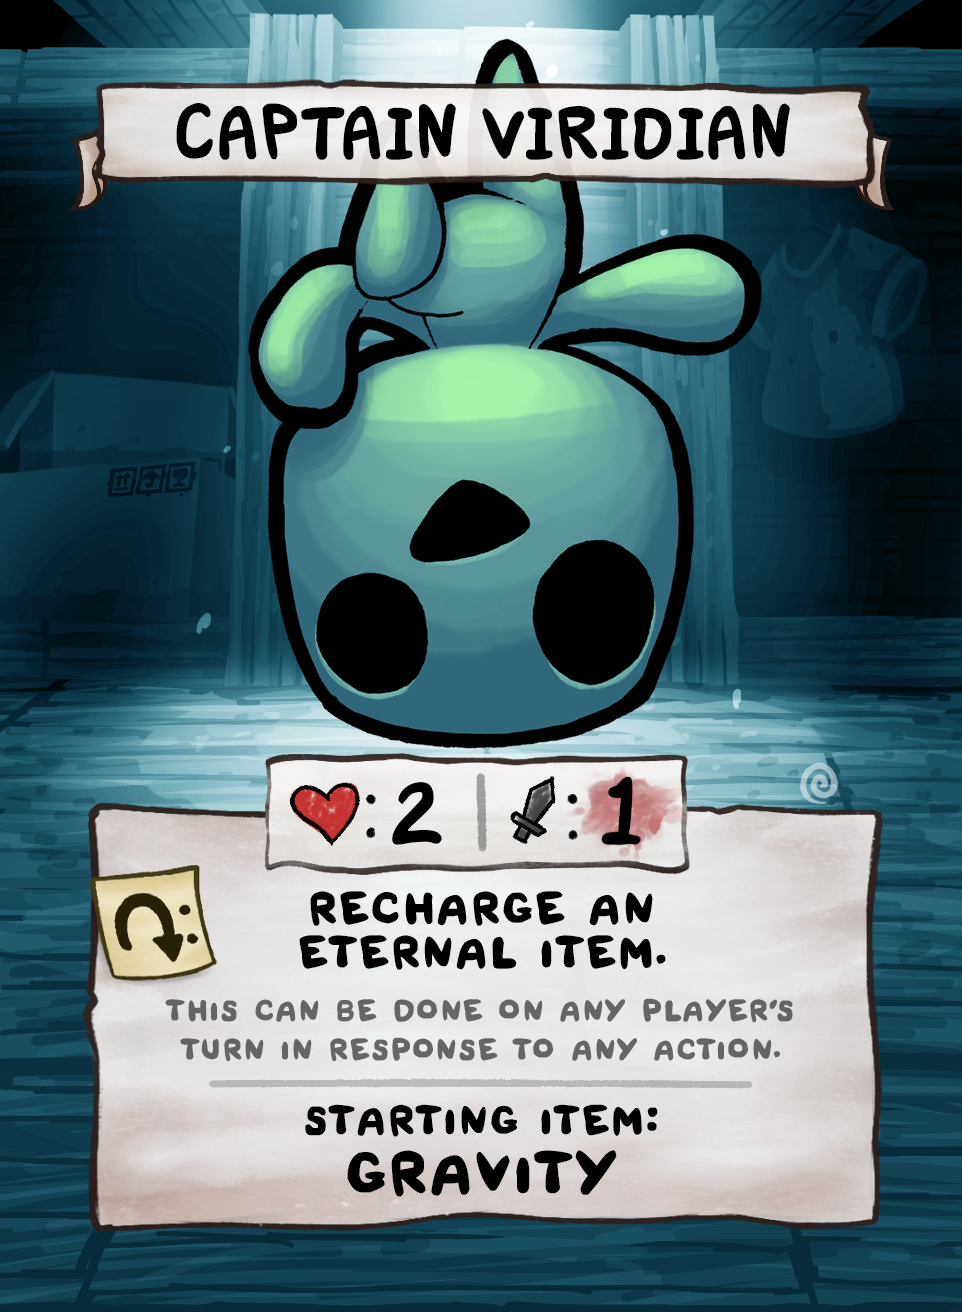 CAPTAIN VIRIDIAN
: 2 : 1
RECHARGE AN
ETERNAL ITEM.
THIS CAN BE DONE ON ANY PLAYER'S
TURN IN RESPONSE TO ANY ACTION.
STARTING ITEM:
GRAVITY